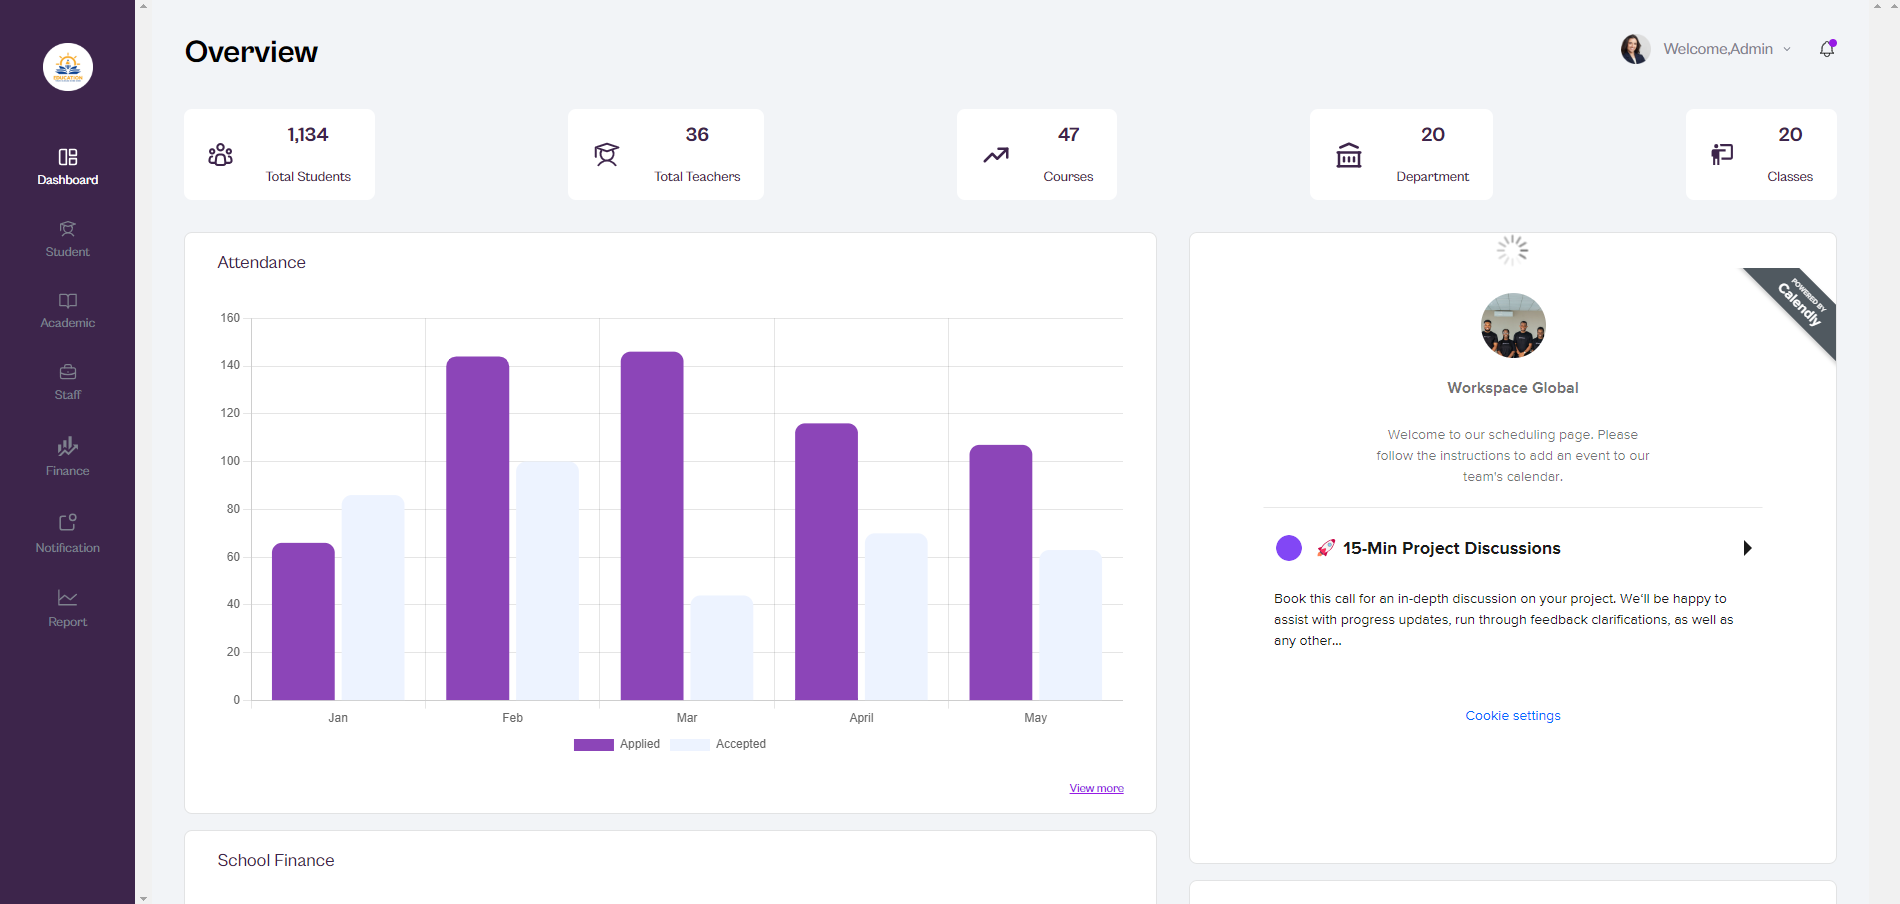 Overview
Welcome,Admin
EDUCATION
Dashboard
Student
Academic
Staff
Finance
Notification
Report
1,134
Total Students
36
Total Teachers
47
Courses
20
Department
20
Classes
Attendance
160
140
120
100
80
60
40
20
0
Jan Feb Mar April May
Applied Accepted
View more
School Finance
POWERED BY
Calendly
Workspace Global
Welcome to our scheduling page. Please
follow the instructions to add an event to our
team's calendar.
🚀 15-Min Project Discussions
Book this call for an in-depth discussion on your project. We'll be happy to
assist with progress updates, run through feedback clarifications, as well as
any other...
Cookie settings